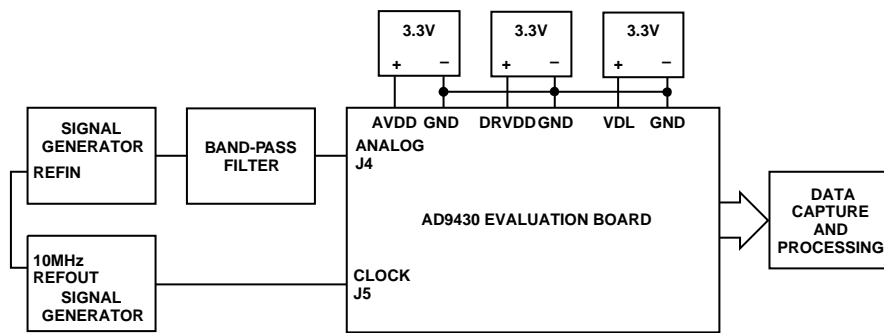 3.3V
3.3V
3.3V
+ –
+ –
+ –
AVDD GND DRVDD GND VDL GND
SIGNAL
GENERATOR
REFIN
BAND-PASS
FILTER
ANALOG
J4
AD9430 EVALUATION BOARD
DATA
CAPTURE
AND
PROCESSING
10MHz
REFOUT
SIGNAL
GENERATOR
CLOCK
J5